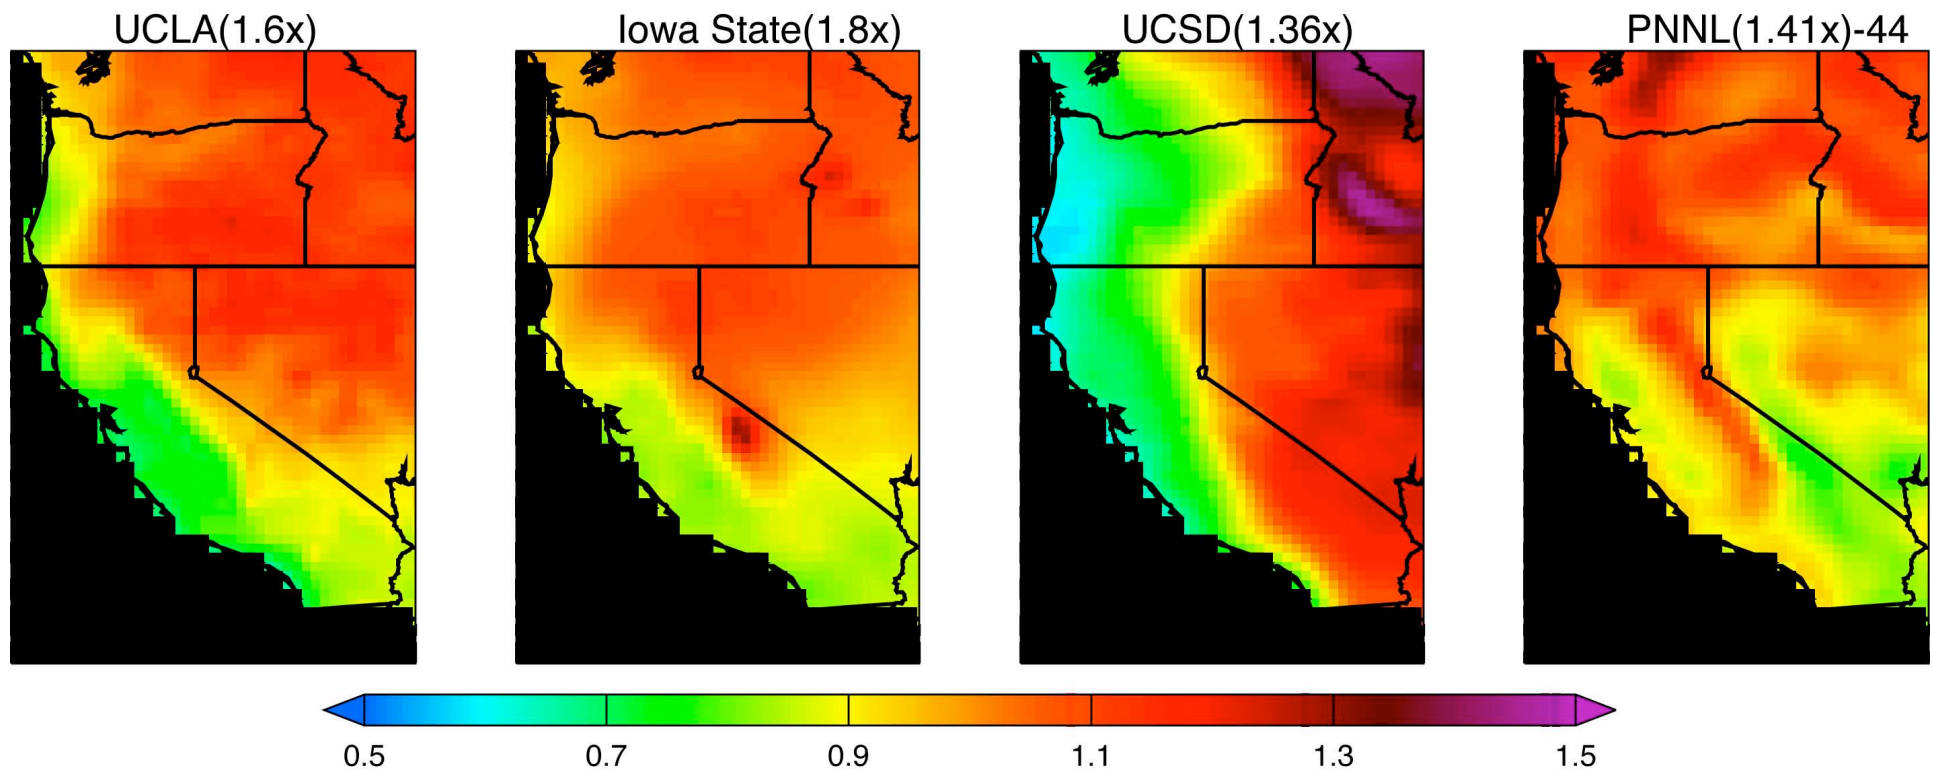 UCLA(1.6x)
Iowa State(1.8x)
UCSD(1.36x)
PNNL(1.41x)-44
0.5 0.7 0.9 1.1 1.3 1.5